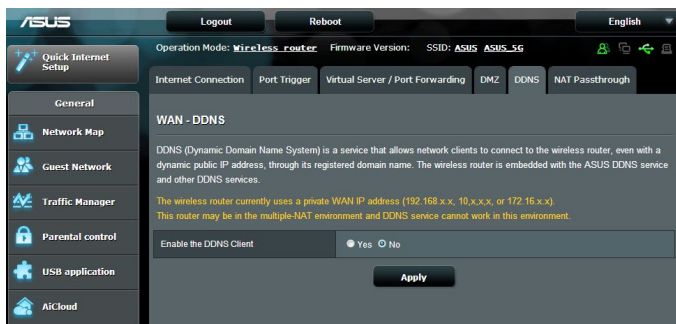 ASUS
Logout
Reboot
English
Quick Internet
Setup
General
Network Map
Guest Network
Traffic Manager
Parental control
USB application
AiCloud
Operation Mode: Wireless router Firmware Version: SSID: ASUS ASUS_5G
Internet Connection
Port Trigger
Virtual Server / Port Forwarding
DMZ
DDNS
NAT Passthrough
WAN - DDNS
DDNS (Dynamic Domain Name System) is a service that allows network clients to connect to the wireless router, even with a
dynamic public IP address, through its registered domain name. The wireless router is embedded with the ASUS DDNS service
and other DDNS services.
The wireless router currently uses a private WAN IP address (192.168.x.x, 10,x,x,x, or 172.16.x.x).
This router may be in the multiple-NAT environment and DDNS service cannot work in this environment.
Enable the DDNS Client
Yes No
Apply